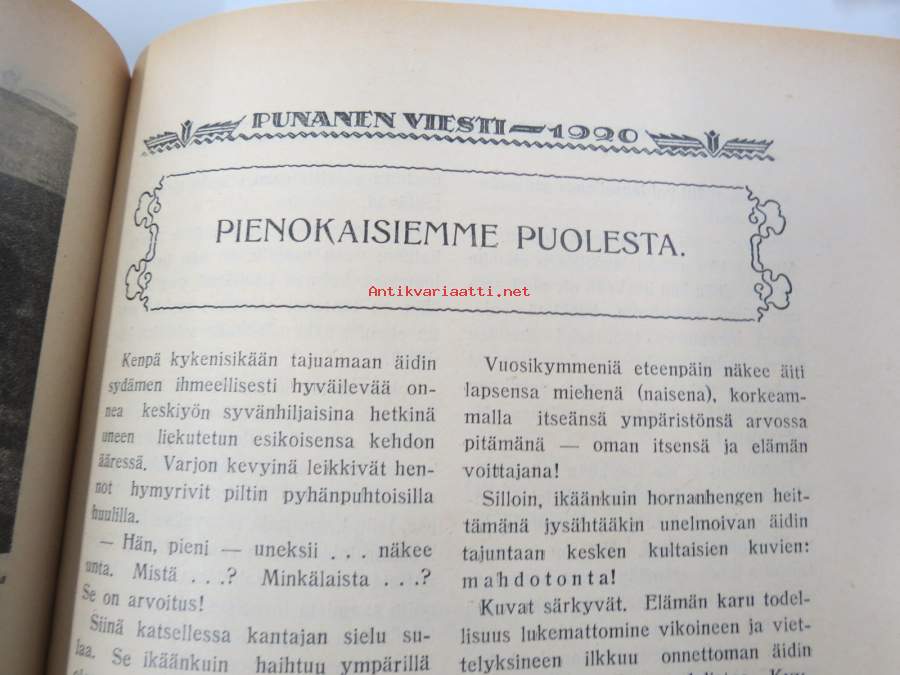 PUNANEN VIESTI — 1920
PIENOKAISIEMME PUOLESTA.
Antikvariaatti.net
Kenpä kykenisikään tajuamaan äidin
sydämen ihmeellisesti hyväilevää on-
nea keskiyön syvänhiljaisina hetkinä
uneen liekutetun esikoisensa kehdon
ääressä. Varjon kevyinä leikkivät hen-
not hymyrivit piltin pyhänpuhtoisilla
huulilla.
— Hän, pieni — uneksii . . . näkee
unta. Mistä . . .? Minkälaista . . .?
Se on arvoitus!
Siinä katsellessa kantajan sielu su-
laa. Se ikäänkuin haihtuu ympärillä
Vuosikymmeniä eteenpäin näkee äiti
lapsensa miehenä (naisena), korkeam-
malla itseänsä ympäristönsä arvossa
pitämänä — oman itsensä ja elämän
voittajana!
Silloin, ikäänkuin hornanhengen heit-
tämänä jysähtääkin unelmoivan äidin
tajuntaan kesken kultaisien kuvien:
mahdotonta!
Kuvat särkyvät. Elämän karu todel-
lisuus lukemattomine vikoineen ja viet-
telyksineen ilkkuu onnettoman äidin